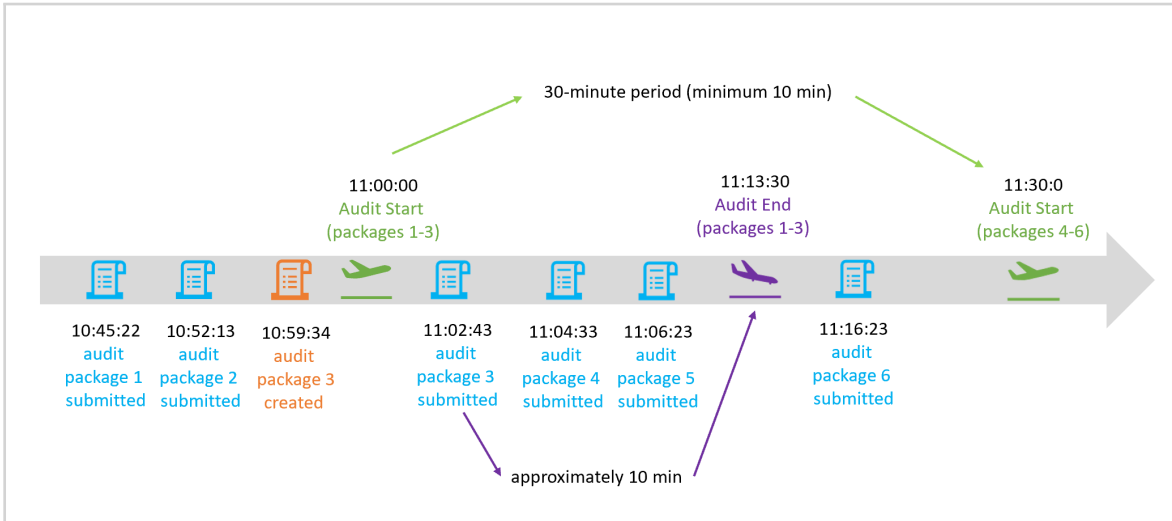 30-minute period (minimum 10 min)
11:00:00
Audit Start
(packages 1-3)
11:13:30
Audit End
(packages 1-3)
11:30:0
Audit Start
(packages 4-6)
10:45:22
audit
package 1
submitted
10:52:13
audit
package 2
submitted
10:59:34
audit
package 3
created
11:02:43
audit
package 3
submitted
11:04:33
audit
package 4
submitted
11:06:23
audit
package 5
submitted
11:16:23
audit
package 6
submitted
approximately 10 min